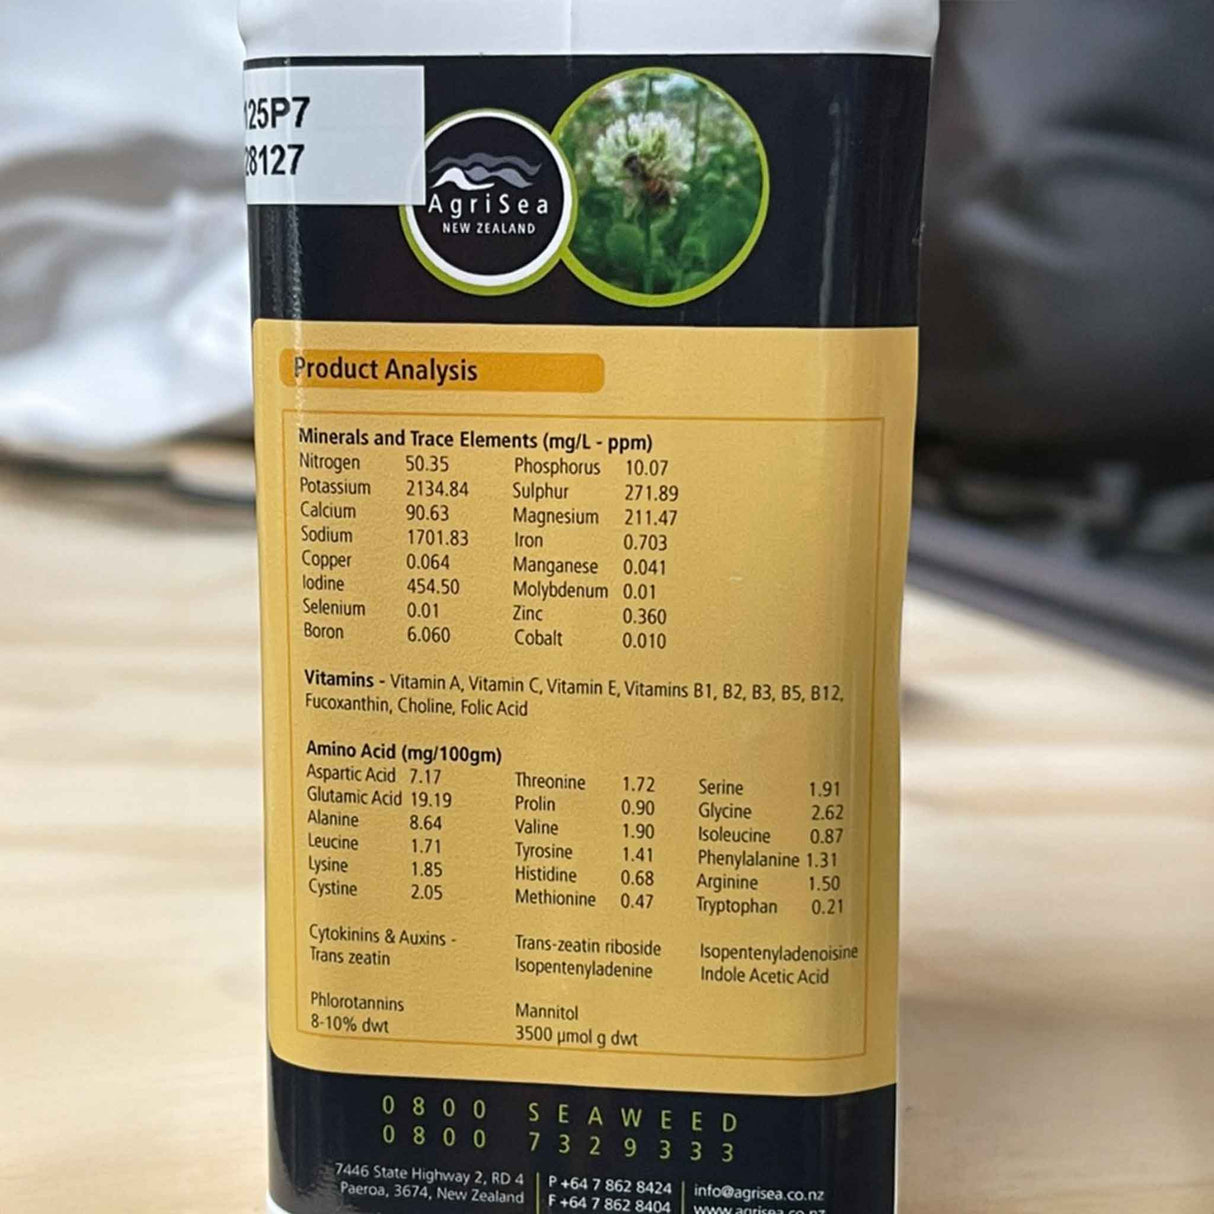 25P7
28127
AgriSea
NEW ZEALAND
Product Analysis
Minerals and Trace Elements (mg/L - ppm)
Nitrogen 50.35 Phosphorus 10.07
Potassium 2134.84 Sulphur 271.89
Calcium 90.63 Magnesium 211.47
Sodium 1701.83 Iron 0.703
Copper 0.064 Manganese 0.041
Iodine 454.50 Molybdenum 0.01
Selenium 0.01 Zinc 0.360
Boron 6.060 Cobalt 0.010
Vitamins - Vitamin A, Vitamin C, Vitamin E, Vitamins B1, B2, B3, B5, B12,
Fucoxanthin, Choline, Folic Acid
Amino Acid (mg/100gm)
Aspartic Acid 7.17 Threonine 1.72 Serine 1.91
Glutamic Acid 19.19 Prolin 0.90 Glycine 2.62
Alanine 8.64 Valine 1.90 Isoleucine 0.87
Leucine 1.71 Tyrosine 1.41 Phenylalanine 1.31
Lysine 1.85 Histidine 0.68 Arginine 1.50
Cystine 2.05 Methionine 0.47 Tryptophan 0.21
Cytokinins & Auxins - Trans-zeatin riboside Isopentenyladenoisine
Trans zeatin Isopentenyladenine Indole Acetic Acid
Phlorotannins Mannitol
8-10% dwt 3500 µmol g dwt
0800 SEAWEED
0800 7329333
7446 State Highway 2, RD 4 P +64 7 862 8424 info@agrisea.co.nz
Paeroa, 3674, New Zealand F +64 7 862 8404 www.agrisea.co.nz